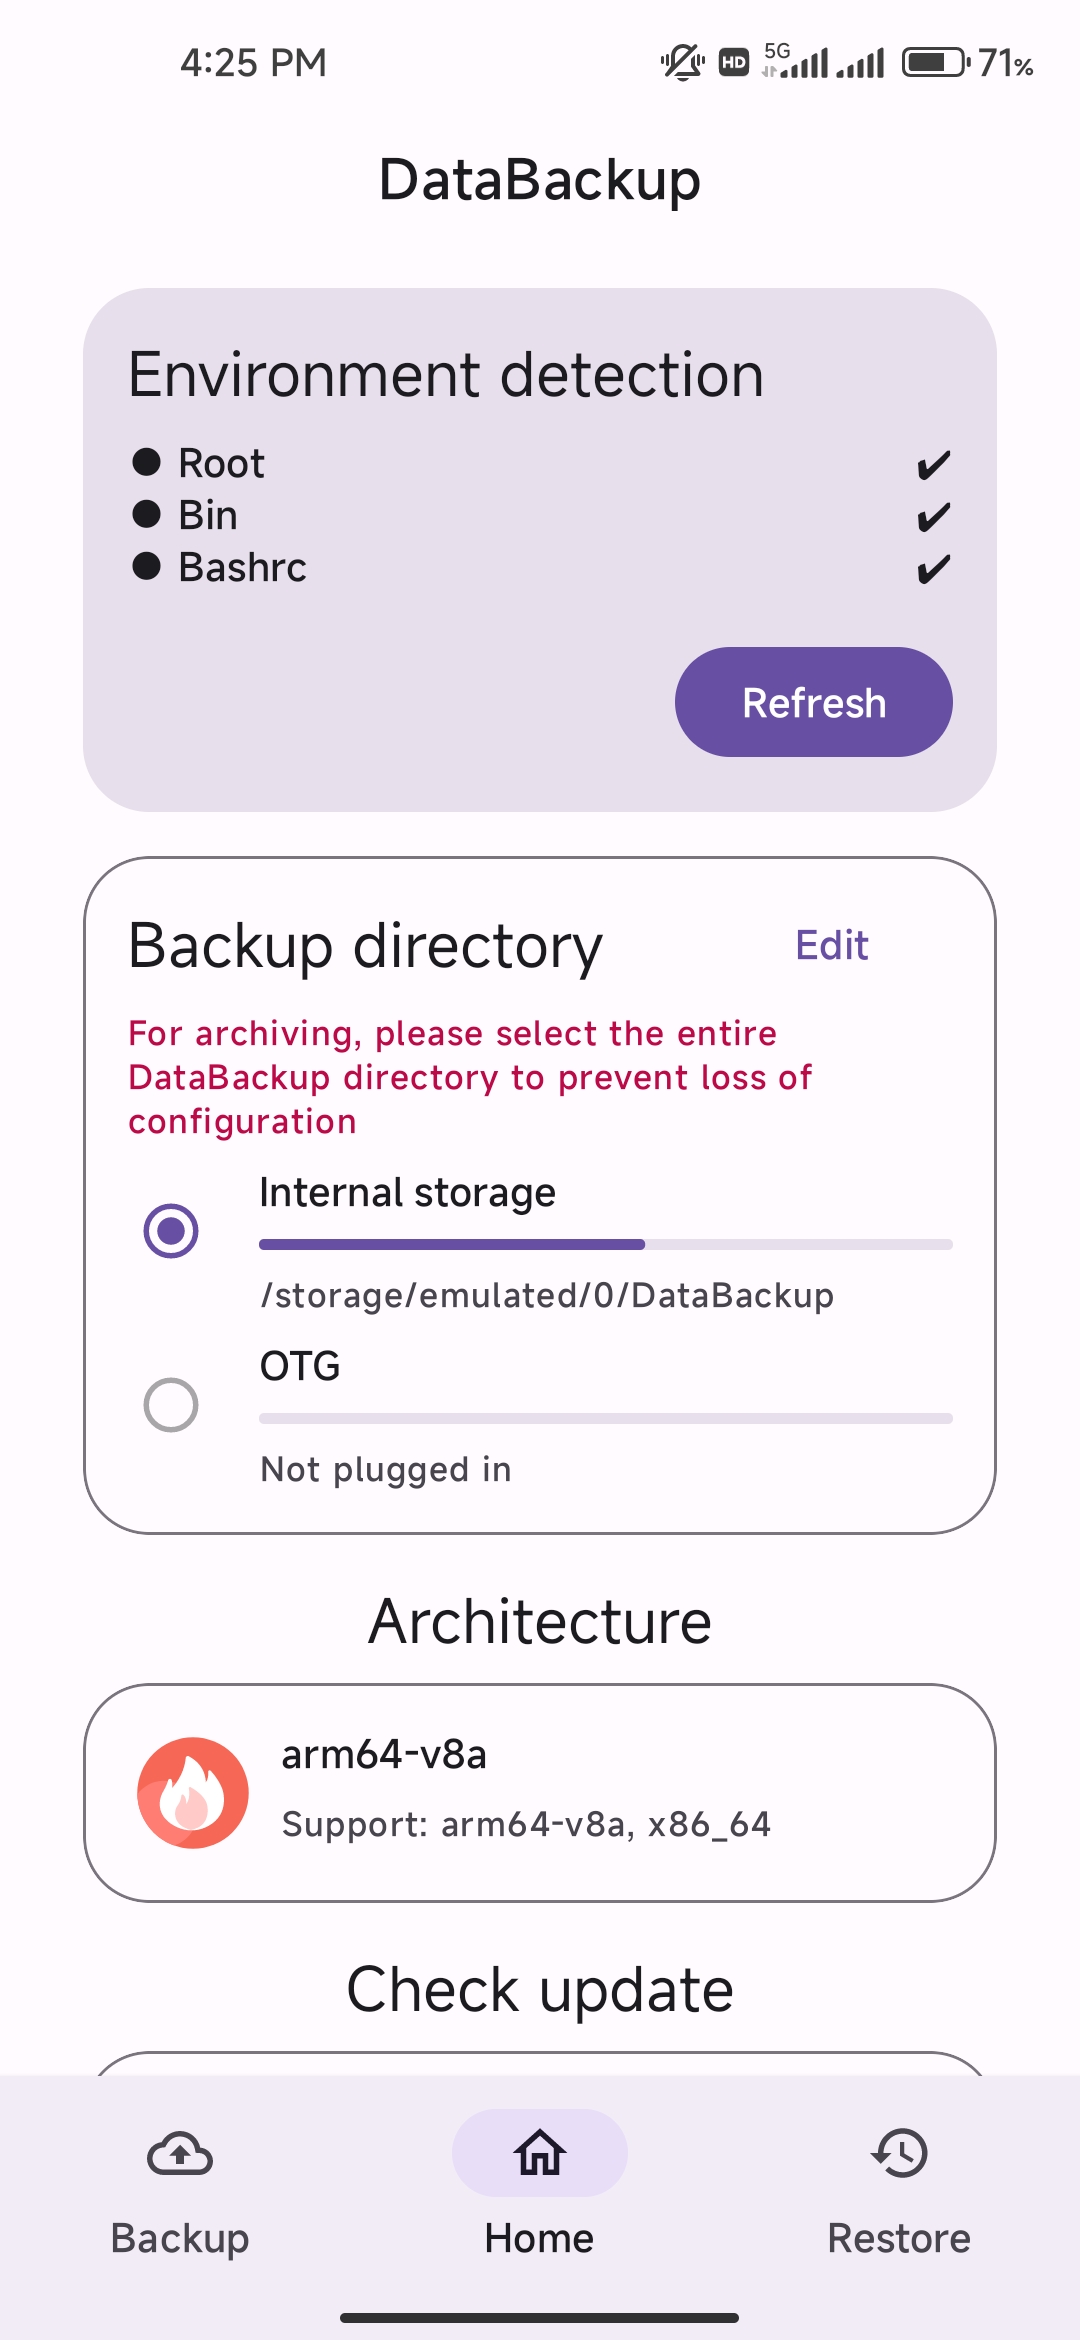 4:25 PM
HD
5G
71%
DataBackup
Environment detection
● Root ✔
● Bin ✔
● Bashrc ✔
Refresh
Backup directory
Edit
For archiving, please select the entire
DataBackup directory to prevent loss of
configuration
Internal storage
/storage/emulated/0/DataBackup
OTG
Not plugged in
Architecture
arm64-v8a
Support: arm64-v8a, x86_64
Check update
Backup
Home
Restore